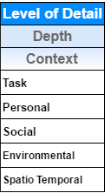 Level of Detail
Depth
Context
Task
Personal
Social
Environmental
Spatio Temporal